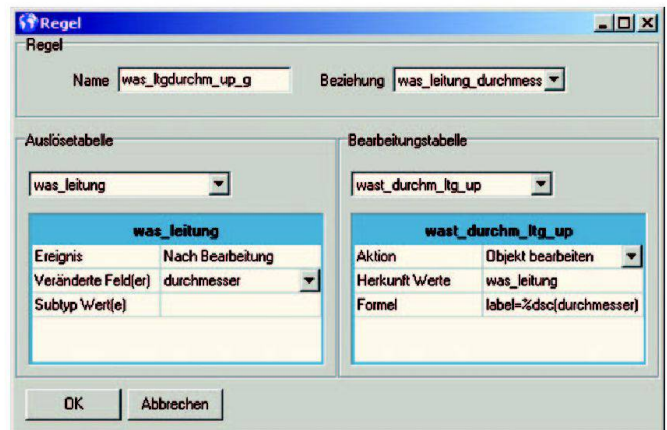 Regel
Regel
Name was_ltgdurchm_up_g Beziehung was_leitung_durchmess
Auslösetabelle
was_leitung
was_leitung
Ereignis Nach Bearbeitung
Veränderte Feld(er) durchmesser
Subtyp Wert(e)
Bearbeitungstabelle
wast_durchm_ltg_up
wast_durchm_ltg_up
Aktion Objekt bearbeiten
Herkunft Werte was_leitung
Formel label=%dsc(durchmesser)
OK Abbrechen